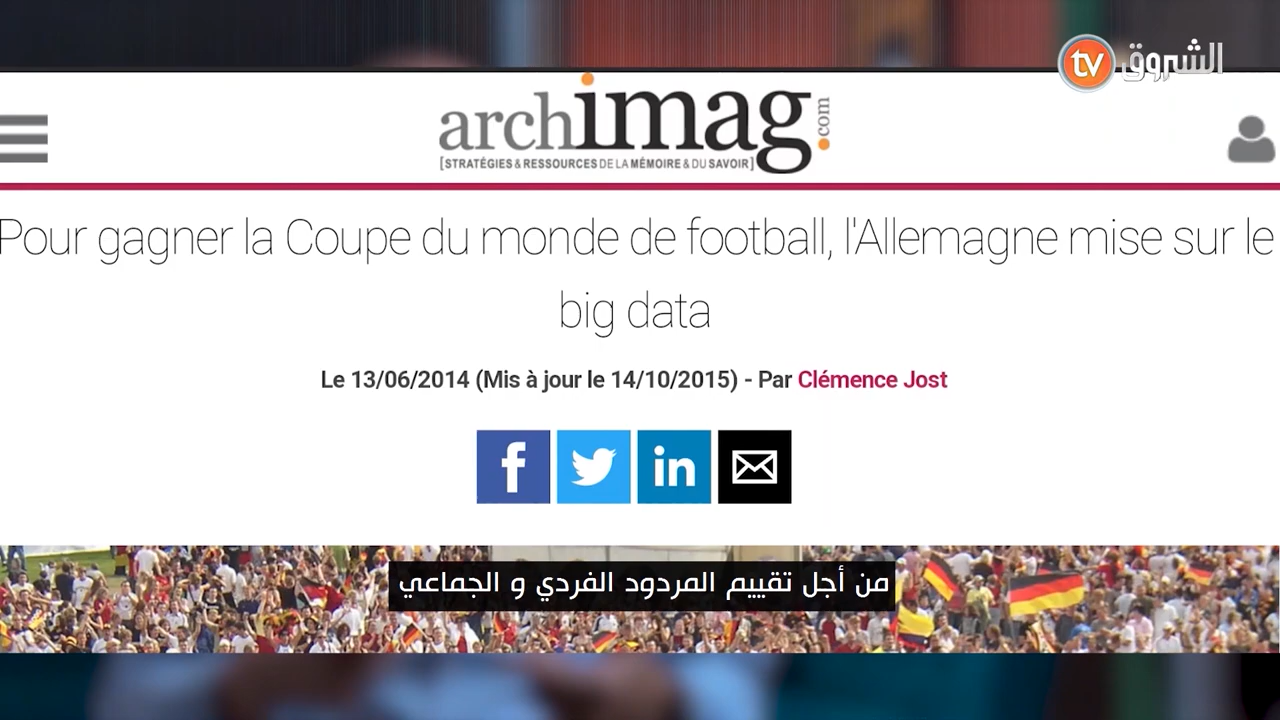 الشروق tv
archimag.com
[STRATÉGIES & RESSOURCES DE LA MÉMOIRE & DU SAVOIR]
Pour gagner la Coupe du monde de football, l'Allemagne mise sur le
big data
Le 13/06/2014 (Mis à jour le 14/10/2015) - Par Clémence Jost
f
in
من أجل تقييم المردود الفردي و الجماعي